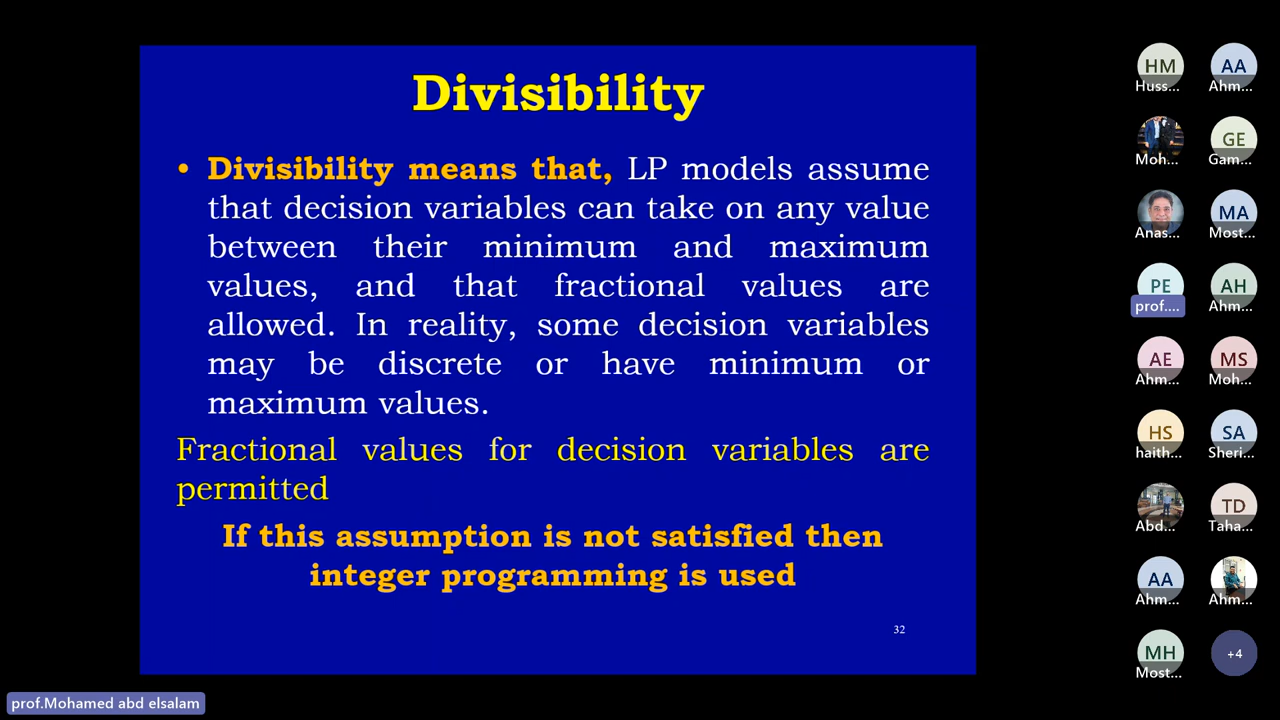 Divisibility
• Divisibility means that, LP models assume
that decision variables can take on any value
between their minimum and maximum
values, and that fractional values are
allowed. In reality, some decision variables
may be discrete or have minimum or
maximum values.
Fractional values for decision variables are
permitted
If this assumption is not satisfied then
integer programming is used
32
HM
Huss...
AA
Ahm...
Moh...
GE
Gam...
Anas...
MA
Most...
PE
prof....
AH
Ahm...
AE
Ahm...
MS
Moh...
HS
haith...
SA
Sheri...
Abd...
TD
Taha...
AA
Ahm...
Ahm...
MH
Most...
+4
prof.Mohamed abd elsalam